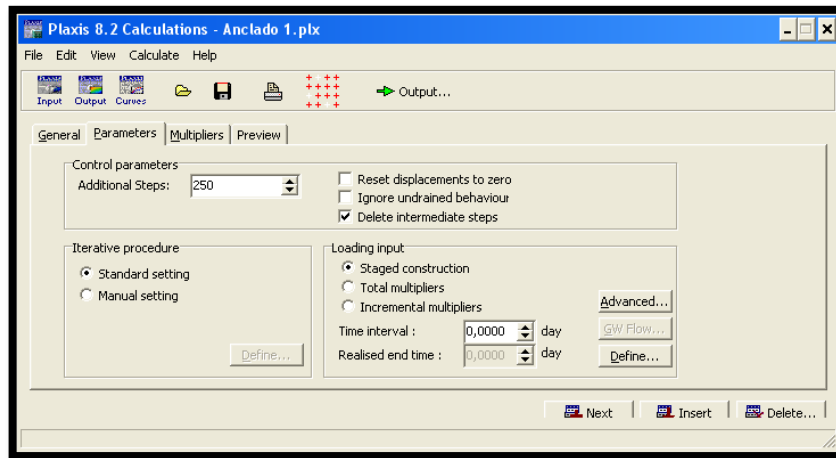 Plaxis 8.2 Calculations - Anclado 1.plx
File Edit View Calculate Help
Input Output Curves Output...
General Parameters Multipliers Preview
Control parameters
Additional Steps: 250
Reset displacements to zero
Ignore undrained behaviour
Delete intermediate steps
Iterative procedure
Standard setting
Manual setting
Define...
Loading input
Staged construction
Total multipliers
Incremental multipliers
Advanced...
Time interval : 0,0000 day
GW Flow...
Realised end time : 0,0000 day
Define...
Next Insert Delete...